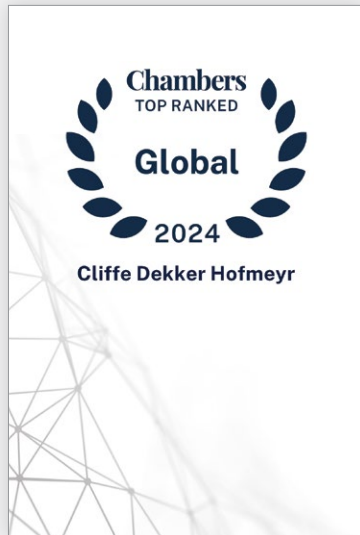 Chambers
TOP RANKED
Global
2024
Cliffe Dekker Hofmeyr